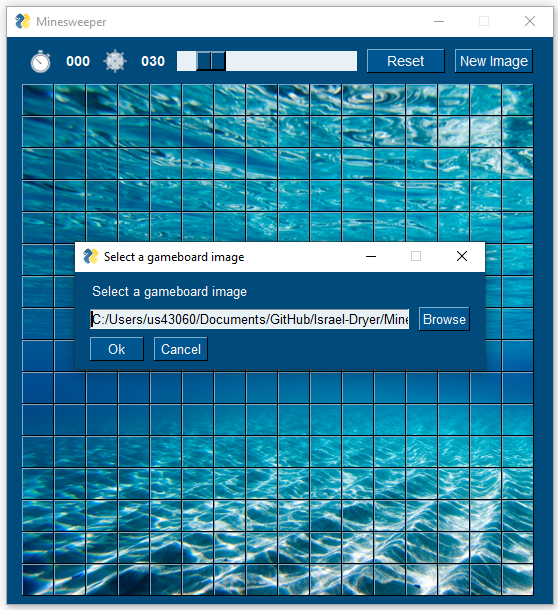 Minesweeper
000 030 Reset New Image
Select a gameboard image
Select a gameboard image
C:/Users/us43060/Documents/GitHub/Israel-Dryer/Mine Browse
Ok Cancel